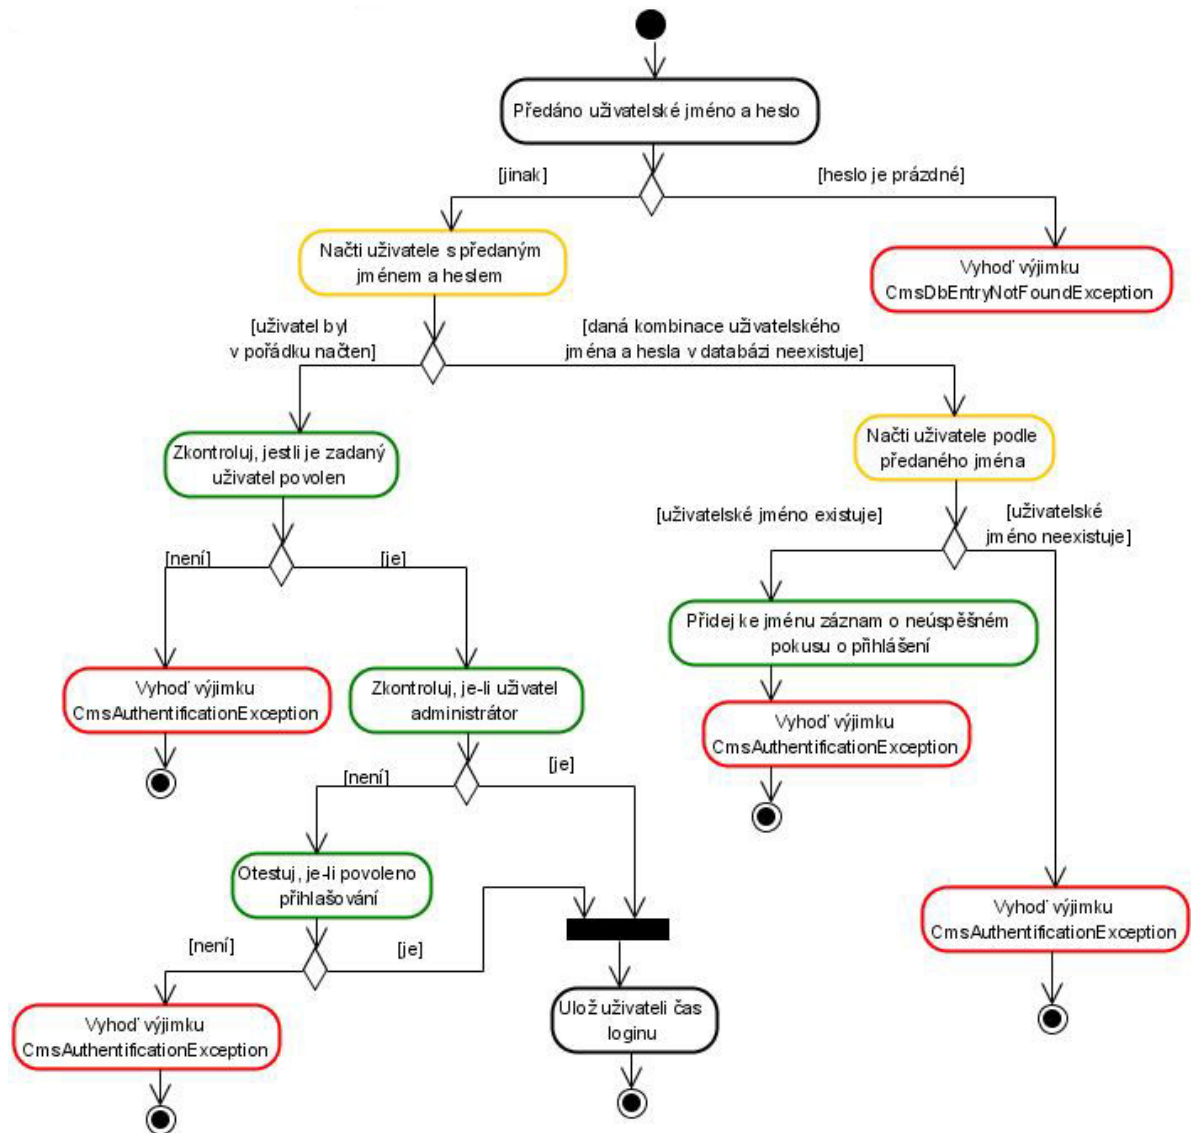 Předáno uživatelské jméno a heslo
[jinak]
[heslo je prázdné]
Načti uživatele s předaným
jménem a heslem
Vyhoď výjimku
CmsDbEntryNotFoundException
[uživatel byl
v pořádku načten]
[daná kombinace uživatelského
jména a hesla v databázi neexistuje]
Zkontroluj, jestli je zadaný
uživatel povolen
Načti uživatele podle
předaného jména
[uživatelské jméno existuje]
[uživatelské
jméno neexistuje]
[není]
[je]
Přidej ke jménu záznam o neúspěšném
pokusu o přihlášení
Vyhoď výjimku
CmsAuthentificationException
Zkontroluj, je-li uživatel
administrátor
Vyhoď výjimku
CmsAuthentificationException
[není]
[je]
Otestuj, je-li povoleno
přihlašování
Vyhoď výjimku
CmsAuthentificationException
[není]
[je]
Ulož uživateli čas
loginu
Vyhoď výjimku
CmsAuthentificationException